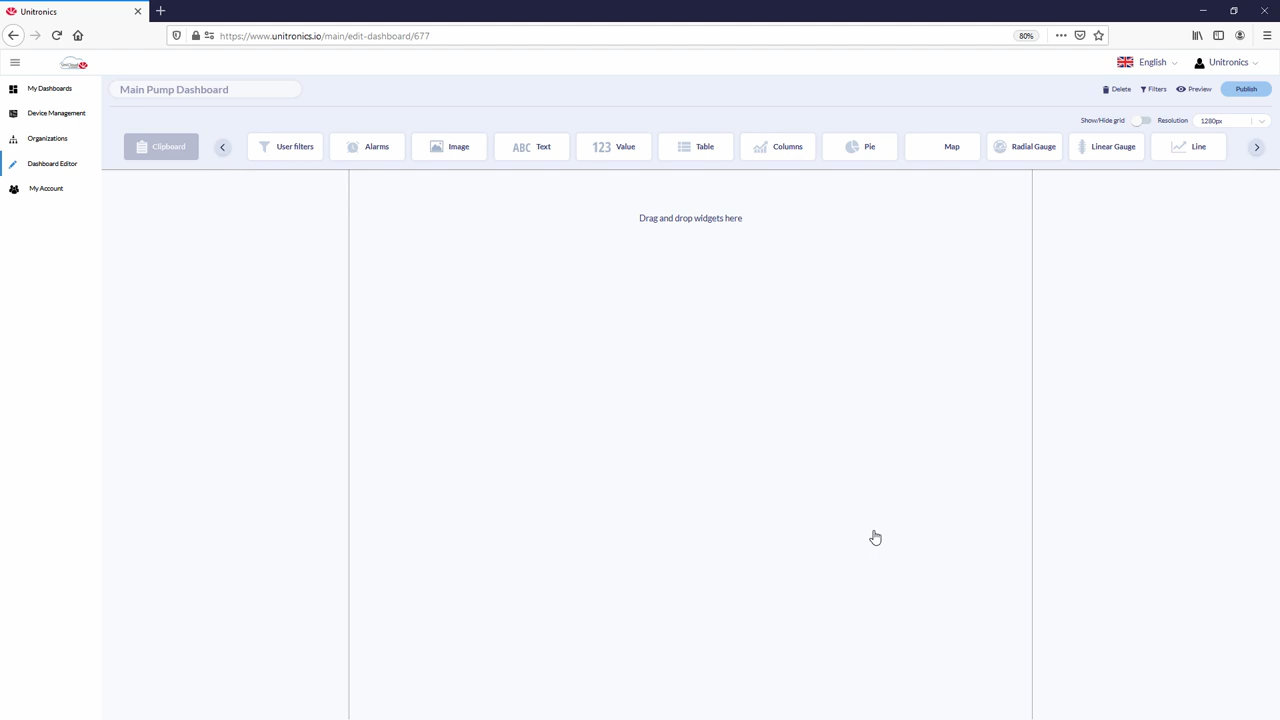 Unitronics
https://www.unitronics.io/main/edit-dashboard/677
80%
English
Unitronics
My Dashboards
Device Management
Organizations
Dashboard Editor
My Account
Main Pump Dashboard
Delete
Filters
Preview
Publish
Show/Hide grid
Resolution
1280px
Clipboard
User filters
Alarms
Image
ABC Text
123 Value
Table
Columns
Pie
Map
Radial Gauge
Linear Gauge
Line
Drag and drop widgets here